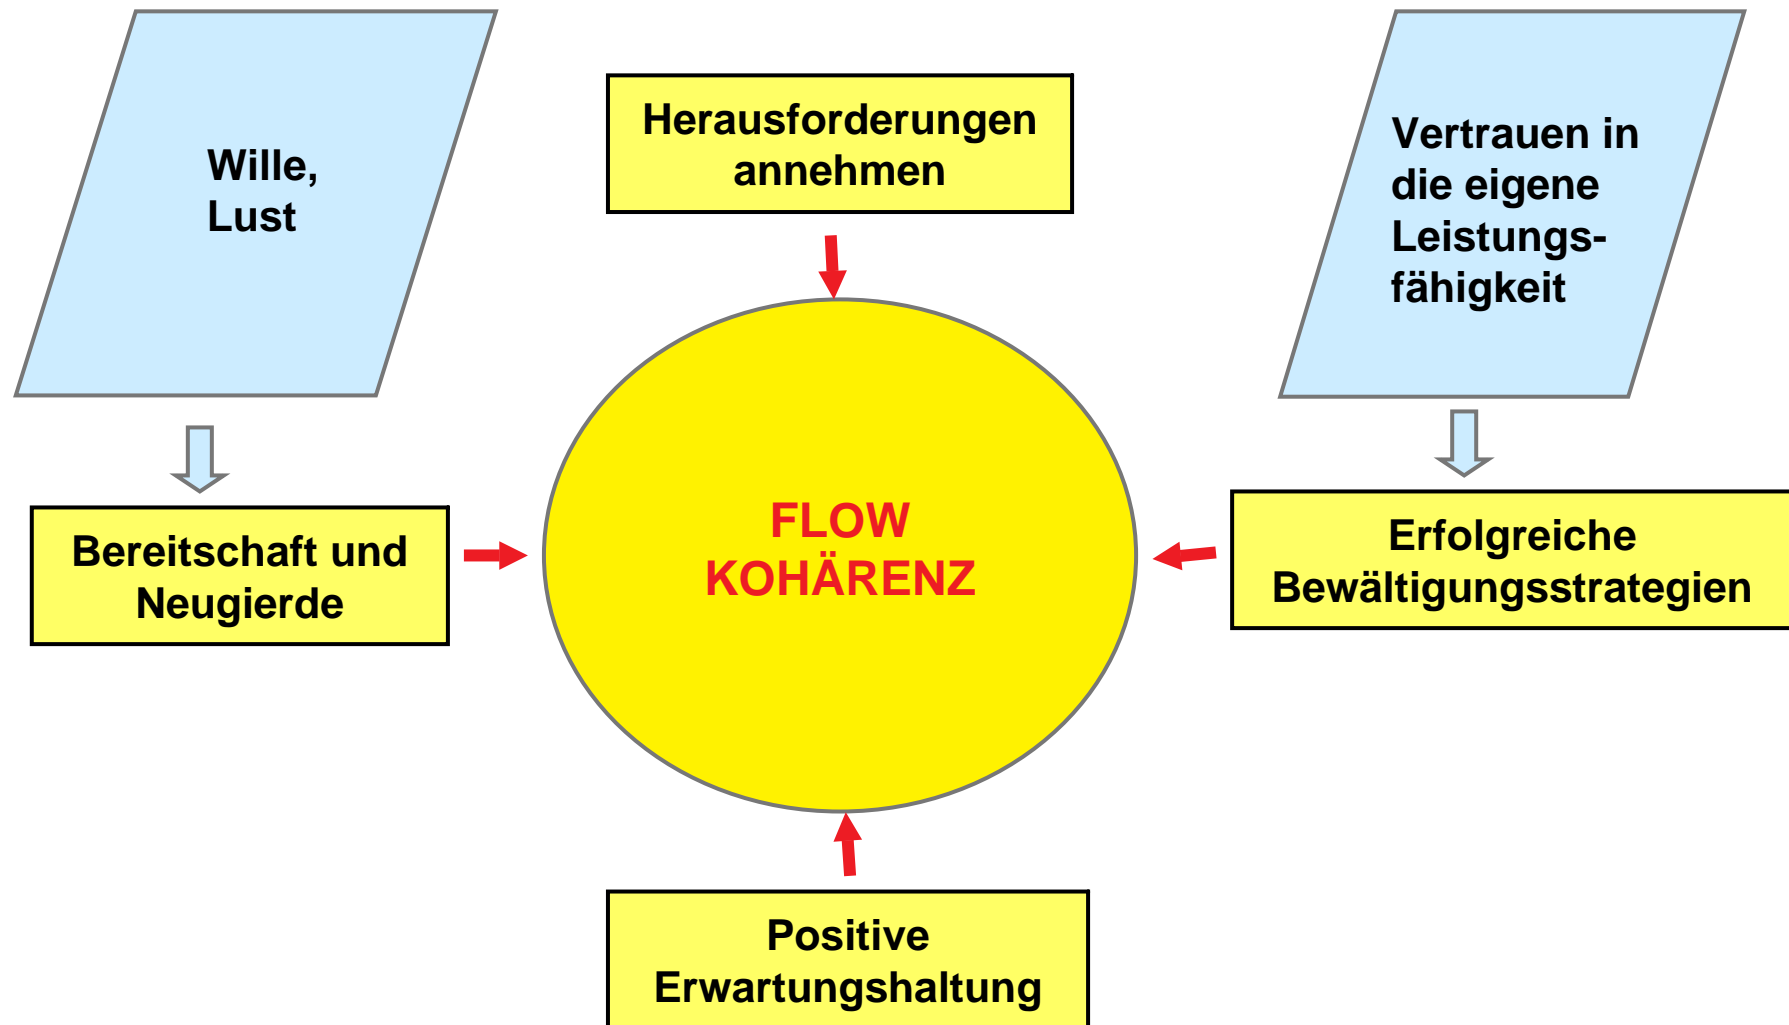 Wille,
Lust
Herausforderungen
annehmen
Vertrauen in
die eigene
Leistungs-
fähigkeit
Bereitschaft und
Neugierde
FLOW
KOHÄRENZ
Erfolgreiche
Bewältigungsstrategien
Positive
Erwartungshaltung